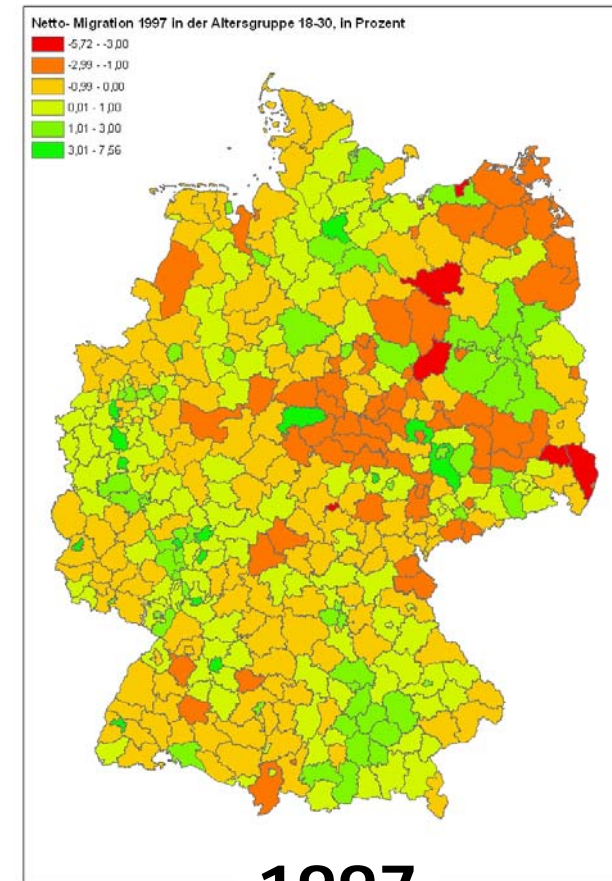 Netto- Migration 1997 in der Altersgruppe 18-30, in Prozent
-5,72 - -3,00
-2,99 - -1,00
-0,99 - 0,00
0,01 - 1,00
1,01 - 3,00
3,01 - 7,56
1997